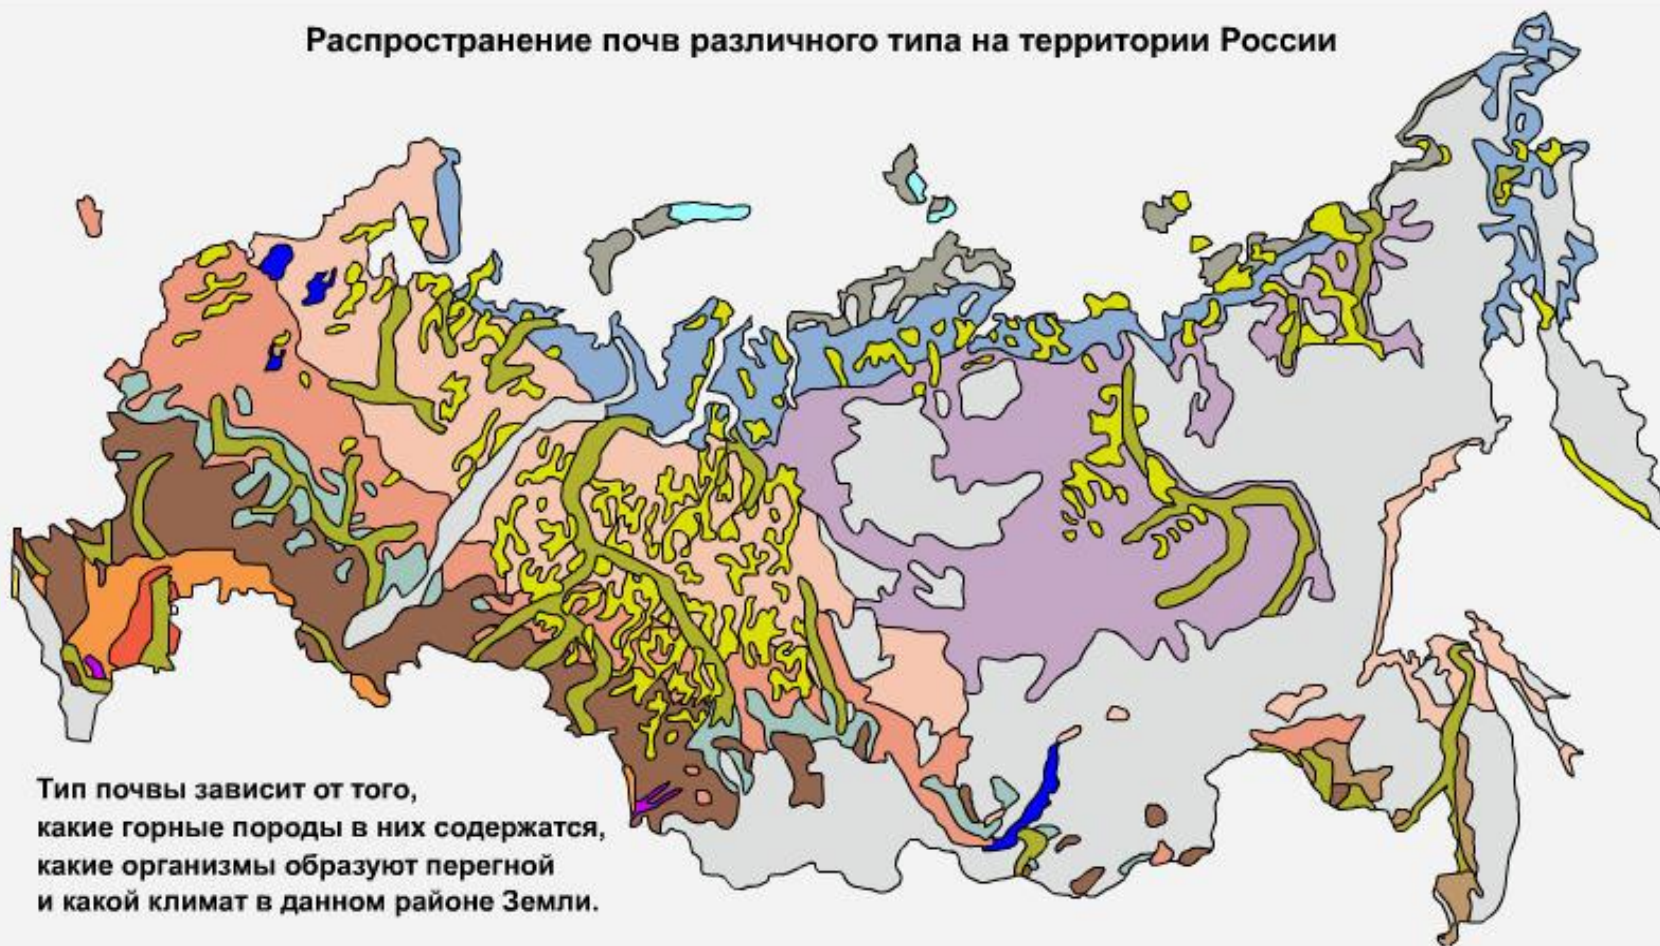 Распространение почв различного типа на территории России
Тип почвы зависит от того,
какие горные породы в них содержатся,
какие организмы образуют перегной
и какой климат в данном районе Земли.